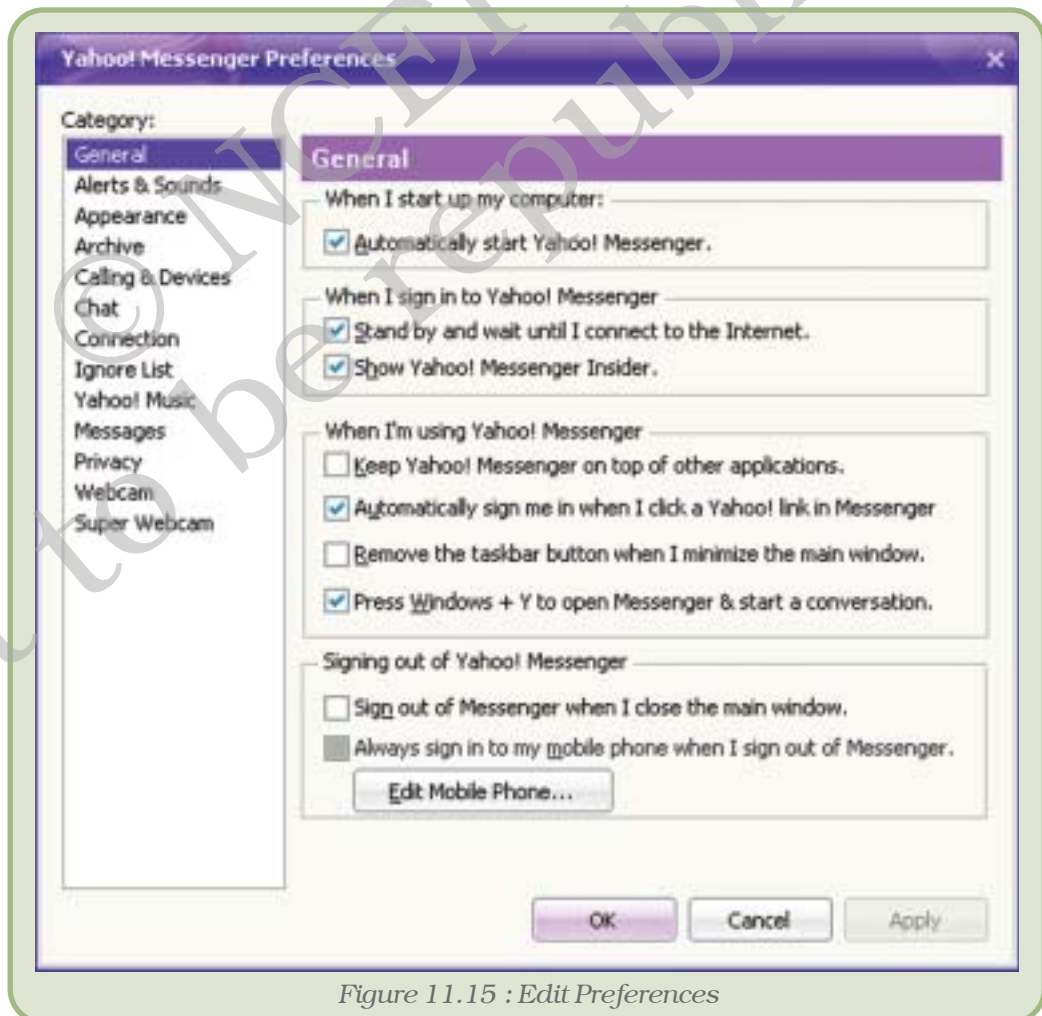 Yahoo! Messenger Preferences
Category:
General
Alerts & Sounds
Appearance
Archive
Calling & Devices
Chat
Connection
Ignore List
Yahoo! Music
Messages
Privacy
Webcam
Super Webcam
General
When I start up my computer:
Automatically start Yahoo! Messenger.
When I sign in to Yahoo! Messenger
Stand by and wait until I connect to the Internet.
Show Yahoo! Messenger Insider.
When I'm using Yahoo! Messenger
Keep Yahoo! Messenger on top of other applications.
Automatically sign me in when I click a Yahoo! link in Messenger
Remove the taskbar button when I minimize the main window.
Press Windows + Y to open Messenger & start a conversation.
Signing out of Yahoo! Messenger
Sign out of Messenger when I close the main window.
Always sign in to my mobile phone when I sign out of Messenger.
Edit Mobile Phone...
OK Cancel Apply
Figure 11.15 : Edit Preferences
©
to be